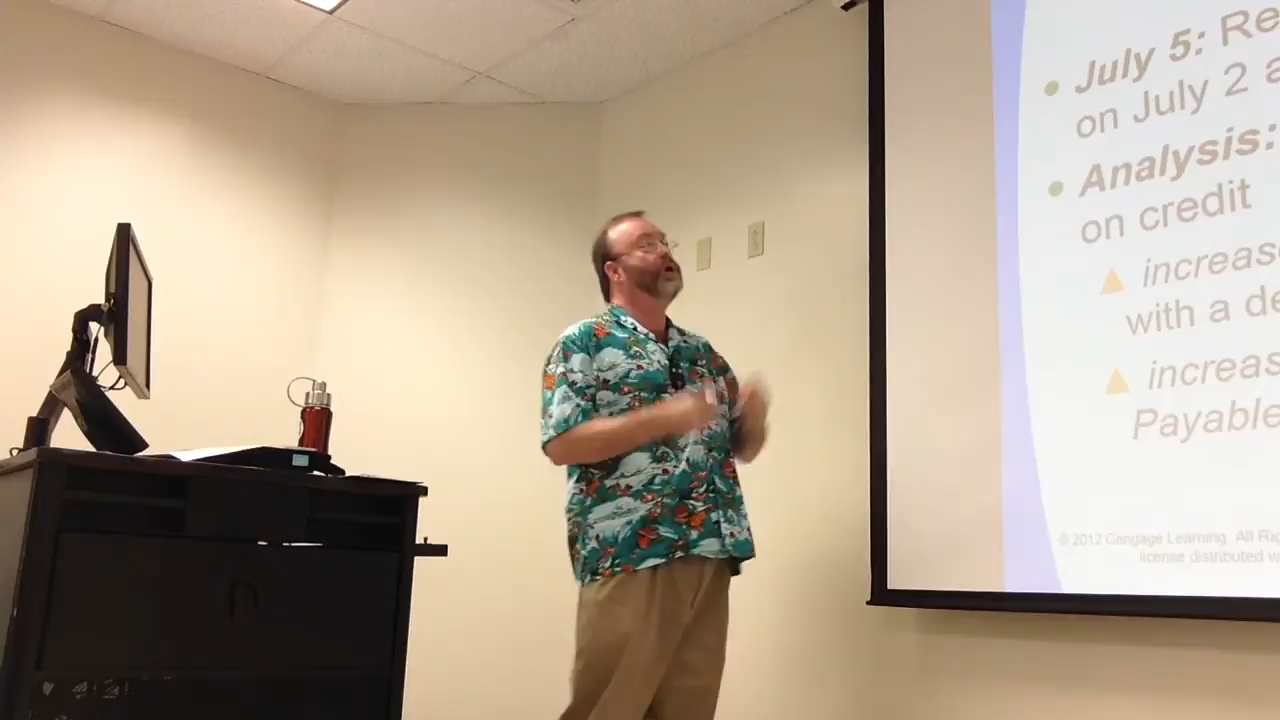 July 5: Re
on July 2 a
Analysis:
on credit
increas
with a de
increas
Payable
© 2012 Cengage Learning. All Rig
license distributed w